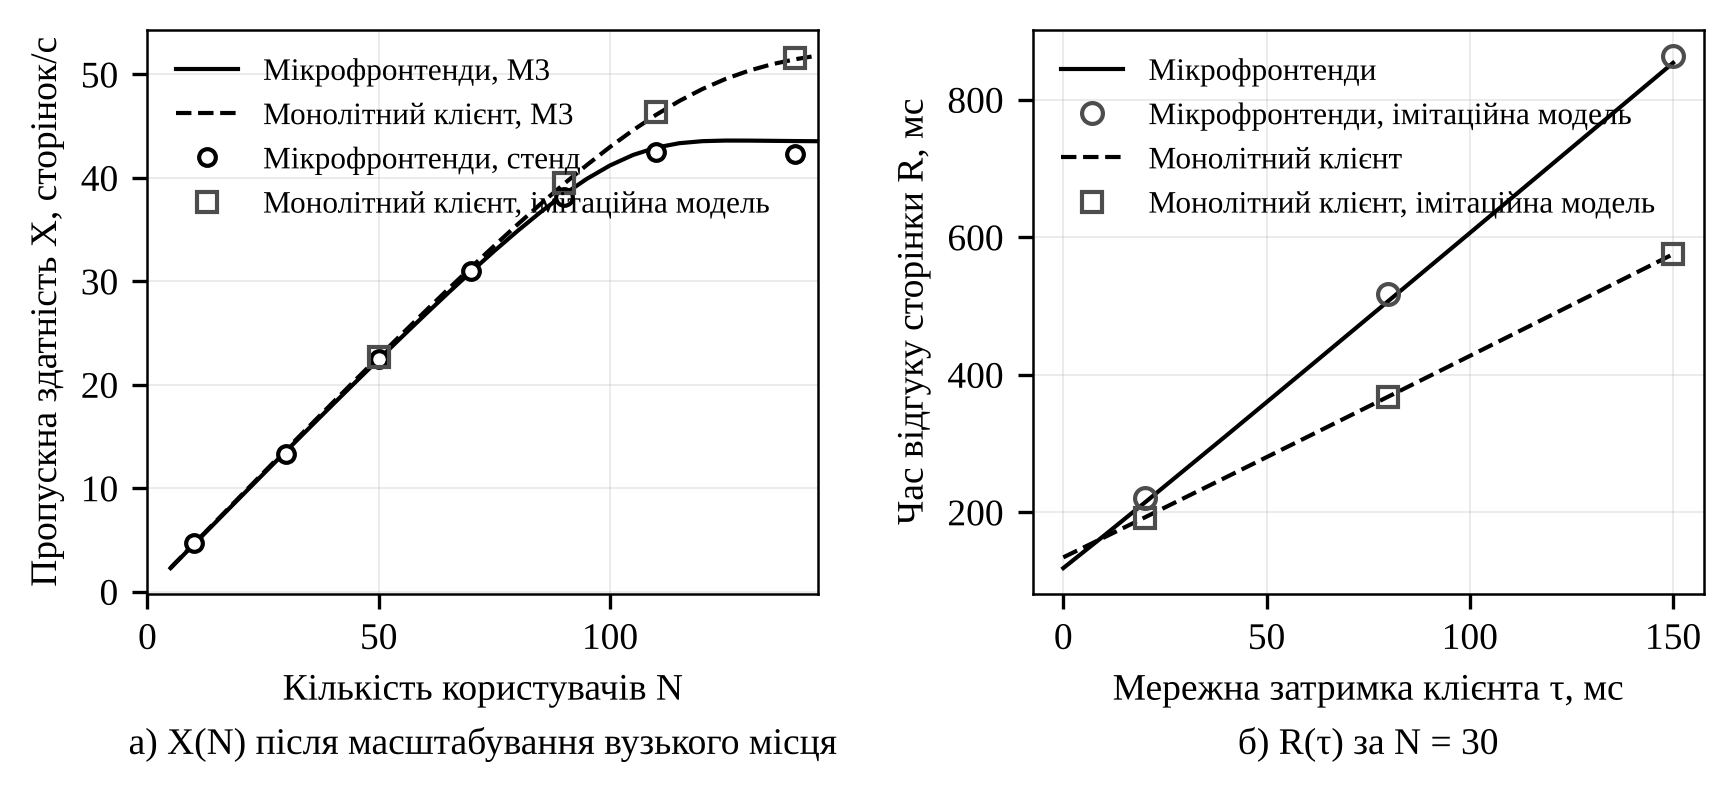 Пропускна здатність X, сторінок/с
50
40
30
20
10
0
Мікрофронтенди, М3
Монолітний клієнт, М3
Мікрофронтенди, стенд
Монолітний клієнт, імітаційна модель
0 50 100
Кількість користувачів N
а) X(N) після масштабування вузького місця
Час відгуку сторінки R, мс
800
600
400
200
Мікрофронтенди
Мікрофронтенди, імітаційна модель
Монолітний клієнт
Монолітний клієнт, імітаційна модель
0 50 100 150
Мережна затримка клієнта τ, мс
б) R(τ) за N = 30